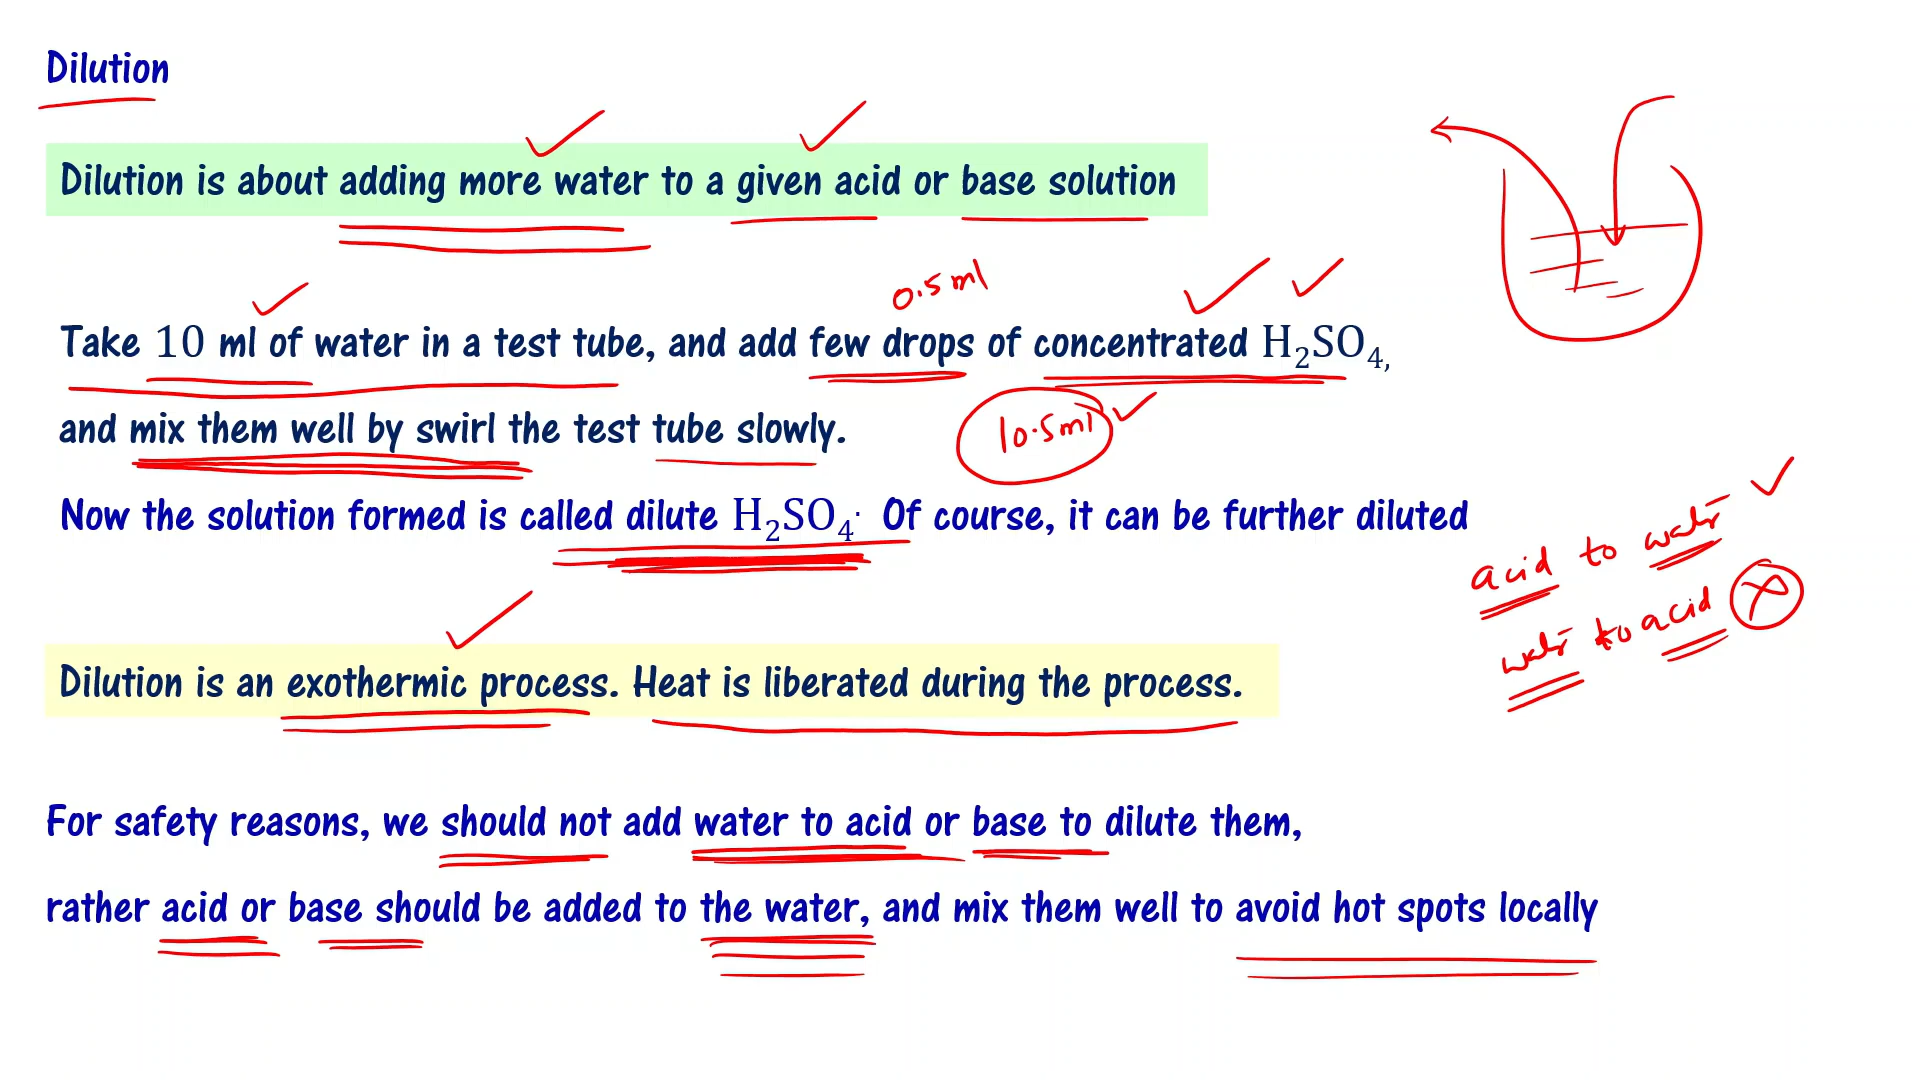 Dilution
Dilution is about adding more water to a given acid or base solution
0.5 ml
Take 10 ml of water in a test tube, and add few drops of concentrated H₂SO₄,
and mix them well by swirl the test tube slowly.
10.5ml
Now the solution formed is called dilute H₂SO₄. Of course, it can be further diluted
acid to water
water to acid
Dilution is an exothermic process. Heat is liberated during the process.
For safety reasons, we should not add water to acid or base to dilute them,
rather acid or base should be added to the water, and mix them well to avoid hot spots locally